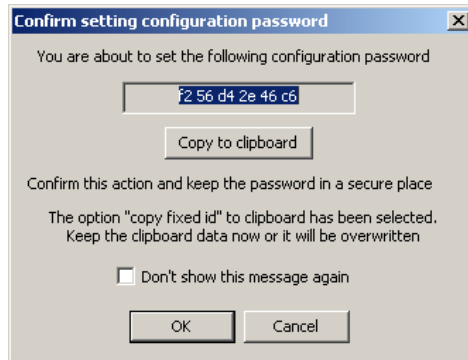 Confirm setting configuration password
You are about to set the following configuration password
f2 56 d4 2e 46 c6
Copy to clipboard
Confirm this action and keep the password in a secure place
The option "copy fixed id" to clipboard has been selected.
Keep the clipboard data now or it will be overwritten
Don't show this message again
OK
Cancel